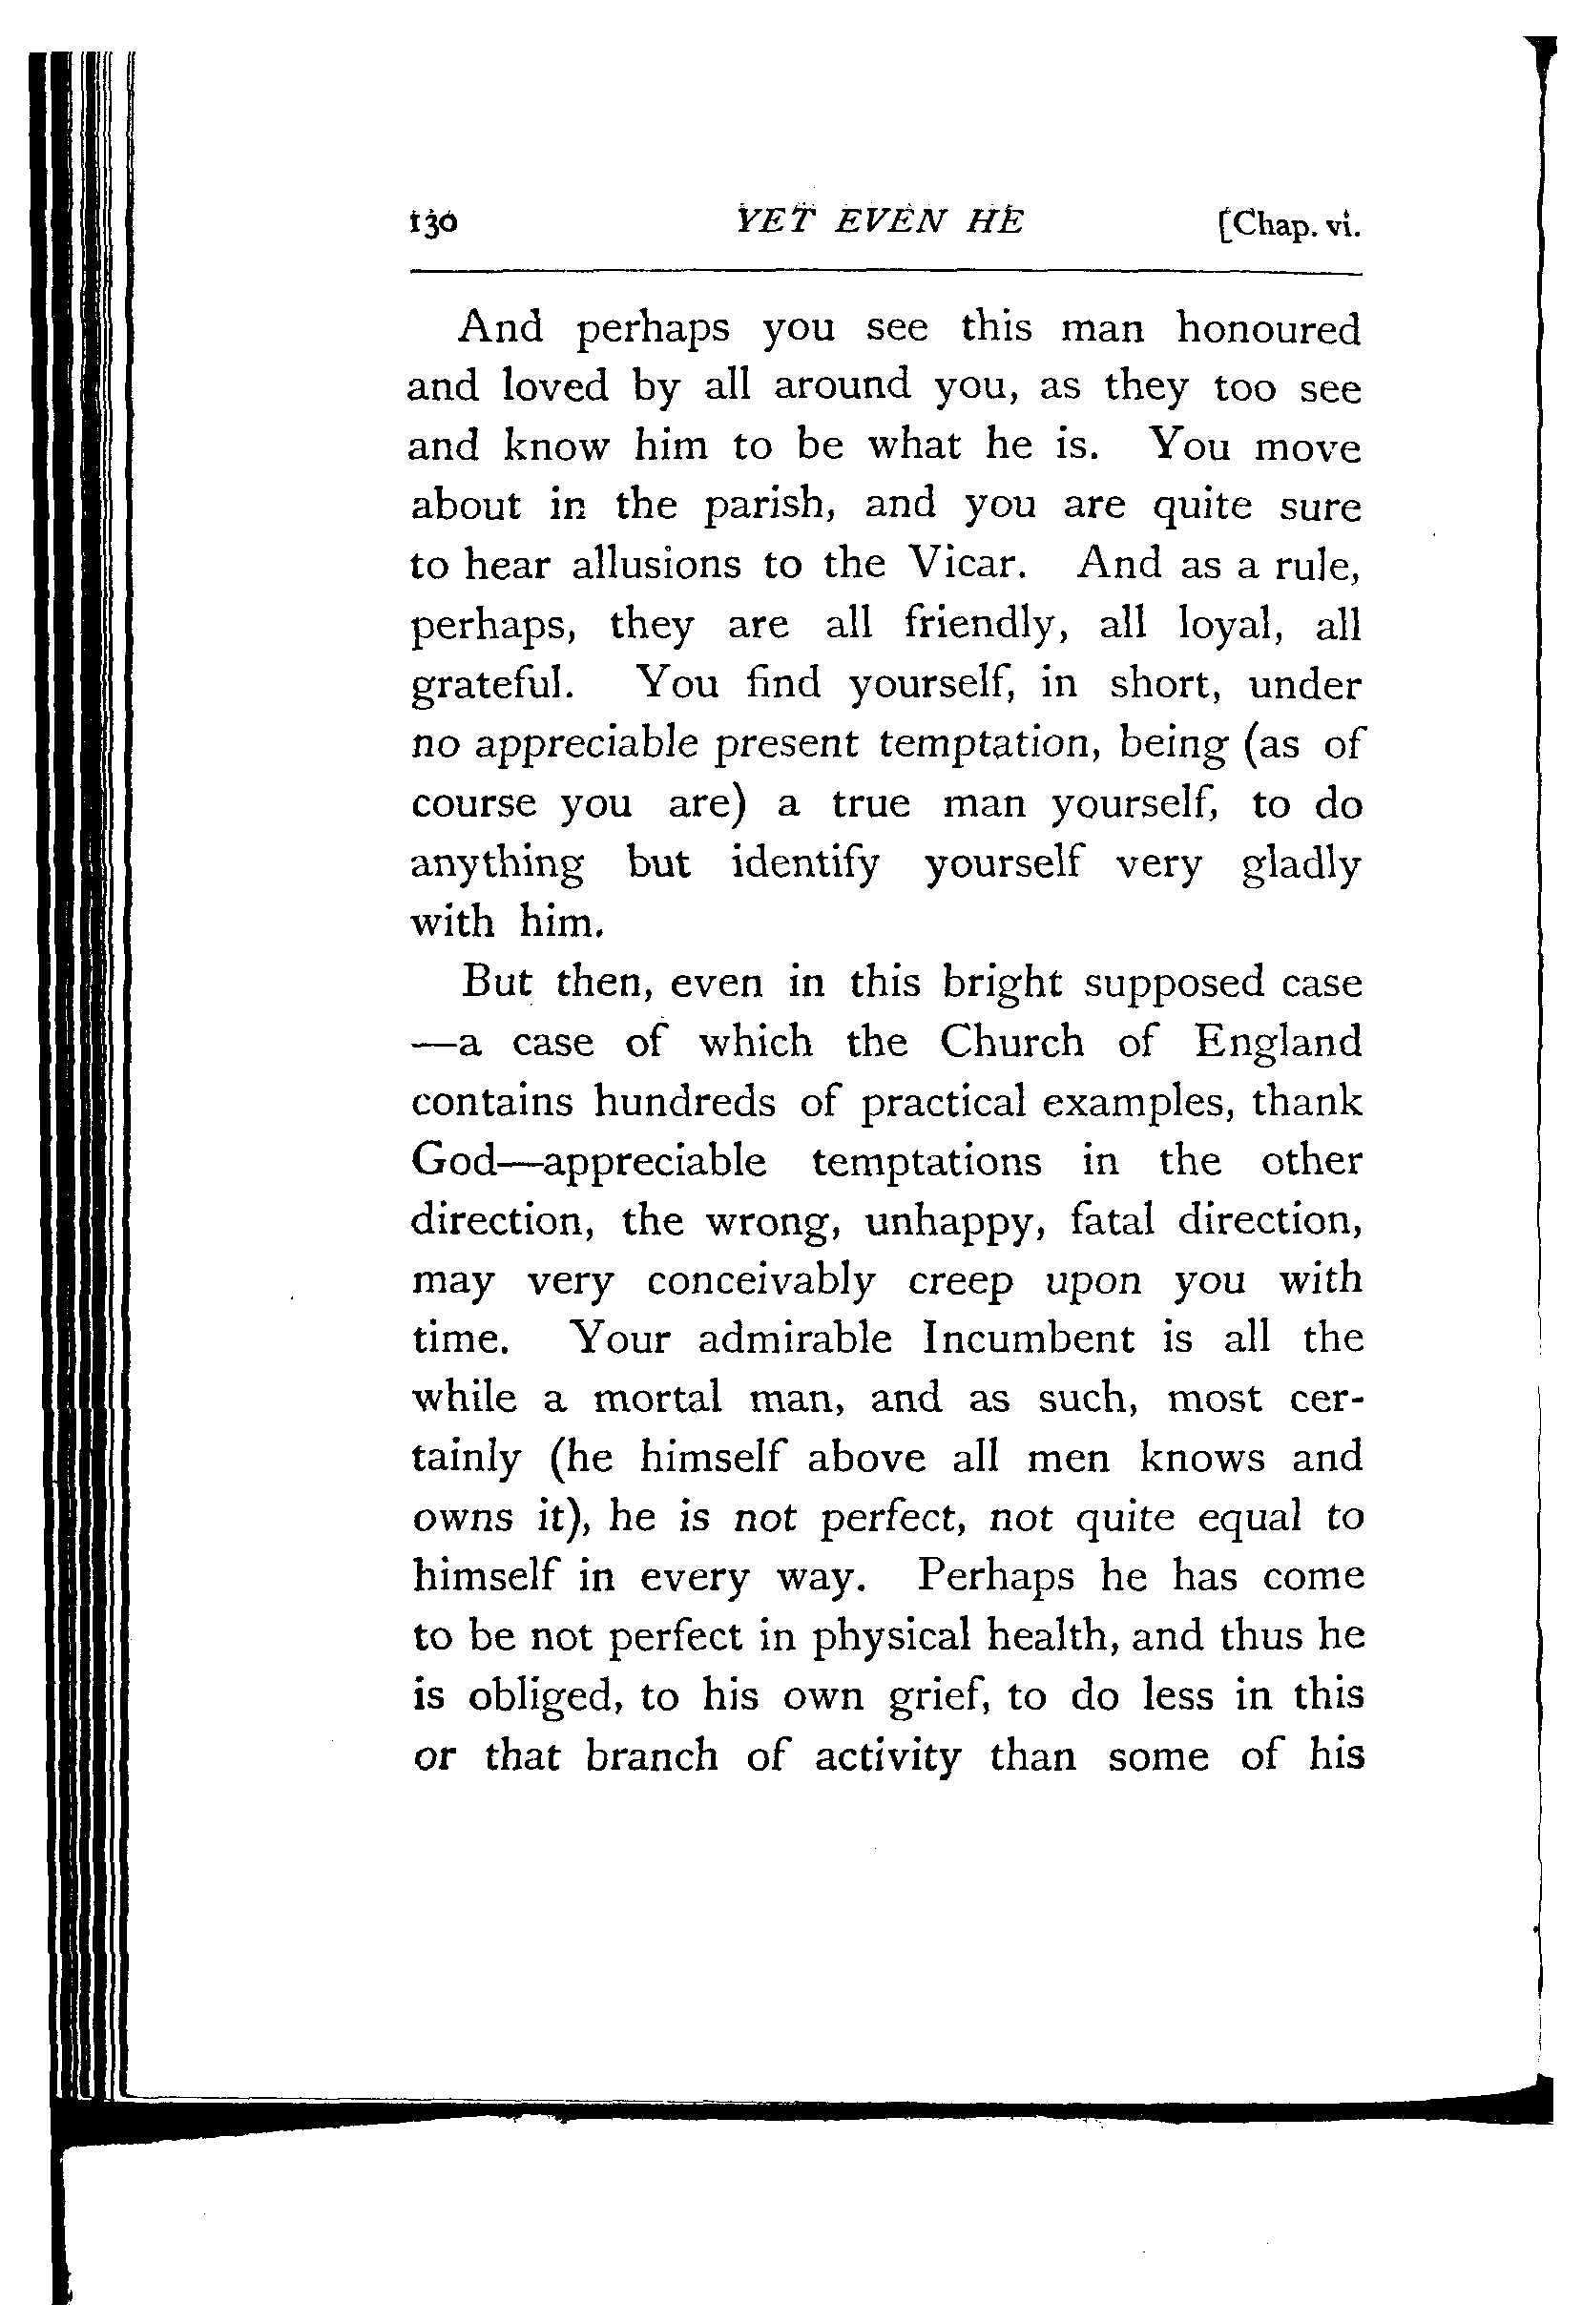 130 YET EVEN HE [Chap. vi.
And perhaps you see this man honoured
and loved by all around you, as they too see
and know him to be what he is. You move
about in the parish, and you are quite sure
to hear allusions to the Vicar. And as a rule,
perhaps, they are all friendly, all loyal, all
grateful. You find yourself, in short, under
no appreciable present temptation, being (as of
course you are) a true man yourself, to do
anything but identify yourself very gladly
with him.
But then, even in this bright supposed case
—a case of which the Church of England
contains hundreds of practical examples, thank
God—appreciable temptations in the other
direction, the wrong, unhappy, fatal direction,
may very conceivably creep upon you with
time. Your admirable Incumbent is all the
while a mortal man, and as such, most cer-
tainly (he himself above all men knows and
owns it), he is not perfect, not quite equal to
himself in every way. Perhaps he has come
to be not perfect in physical health, and thus he
is obliged, to his own grief, to do less in this
or that branch of activity than some of his